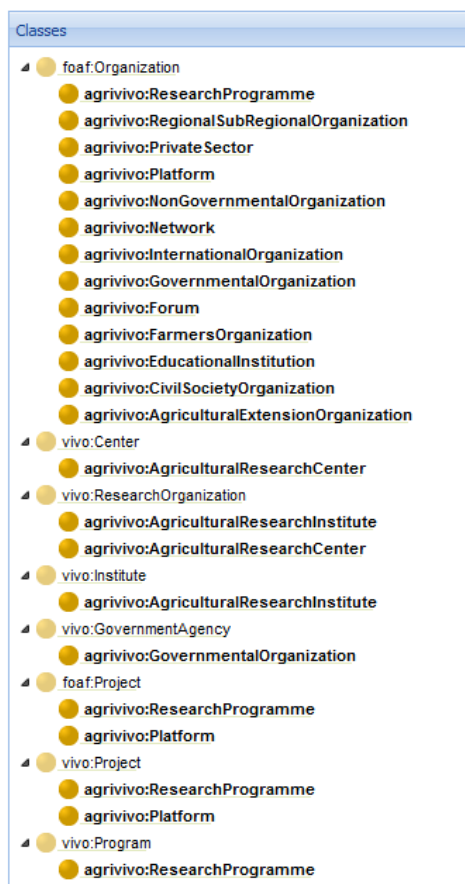 Classes
foaf:Organization
agrivivo:ResearchProgramme
agrivivo:RegionalSubRegionalOrganization
agrivivo:PrivateSector
agrivivo:Platform
agrivivo:NonGovernmentalOrganization
agrivivo:Network
agrivivo:InternationalOrganization
agrivivo:GovernmentalOrganization
agrivivo:Forum
agrivivo:FarmersOrganization
agrivivo:EducationalInstitution
agrivivo:CivilSocietyOrganization
agrivivo:AgriculturalExtensionOrganization
vivo:Center
agrivivo:AgriculturalResearchCenter
vivo:ResearchOrganization
agrivivo:AgriculturalResearchInstitute
agrivivo:AgriculturalResearchCenter
vivo:Institute
agrivivo:AgriculturalResearchInstitute
vivo:GovernmentAgency
agrivivo:GovernmentalOrganization
foaf:Project
agrivivo:ResearchProgramme
agrivivo:Platform
vivo:Project
agrivivo:ResearchProgramme
agrivivo:Platform
vivo:Program
agrivivo:ResearchProgramme